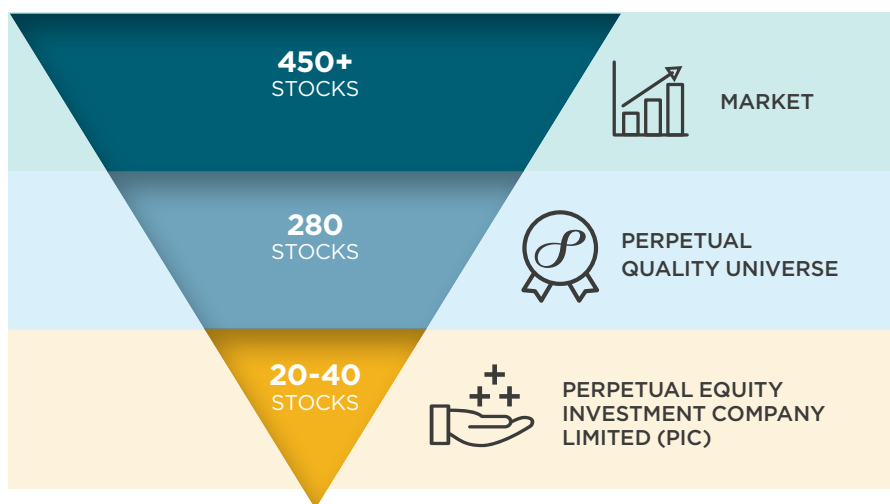 450+
STOCKS
MARKET
280
STOCKS
PERPETUAL
QUALITY UNIVERSE
20-40
STOCKS
PERPETUAL EQUITY
INVESTMENT COMPANY
LIMITED (PIC)